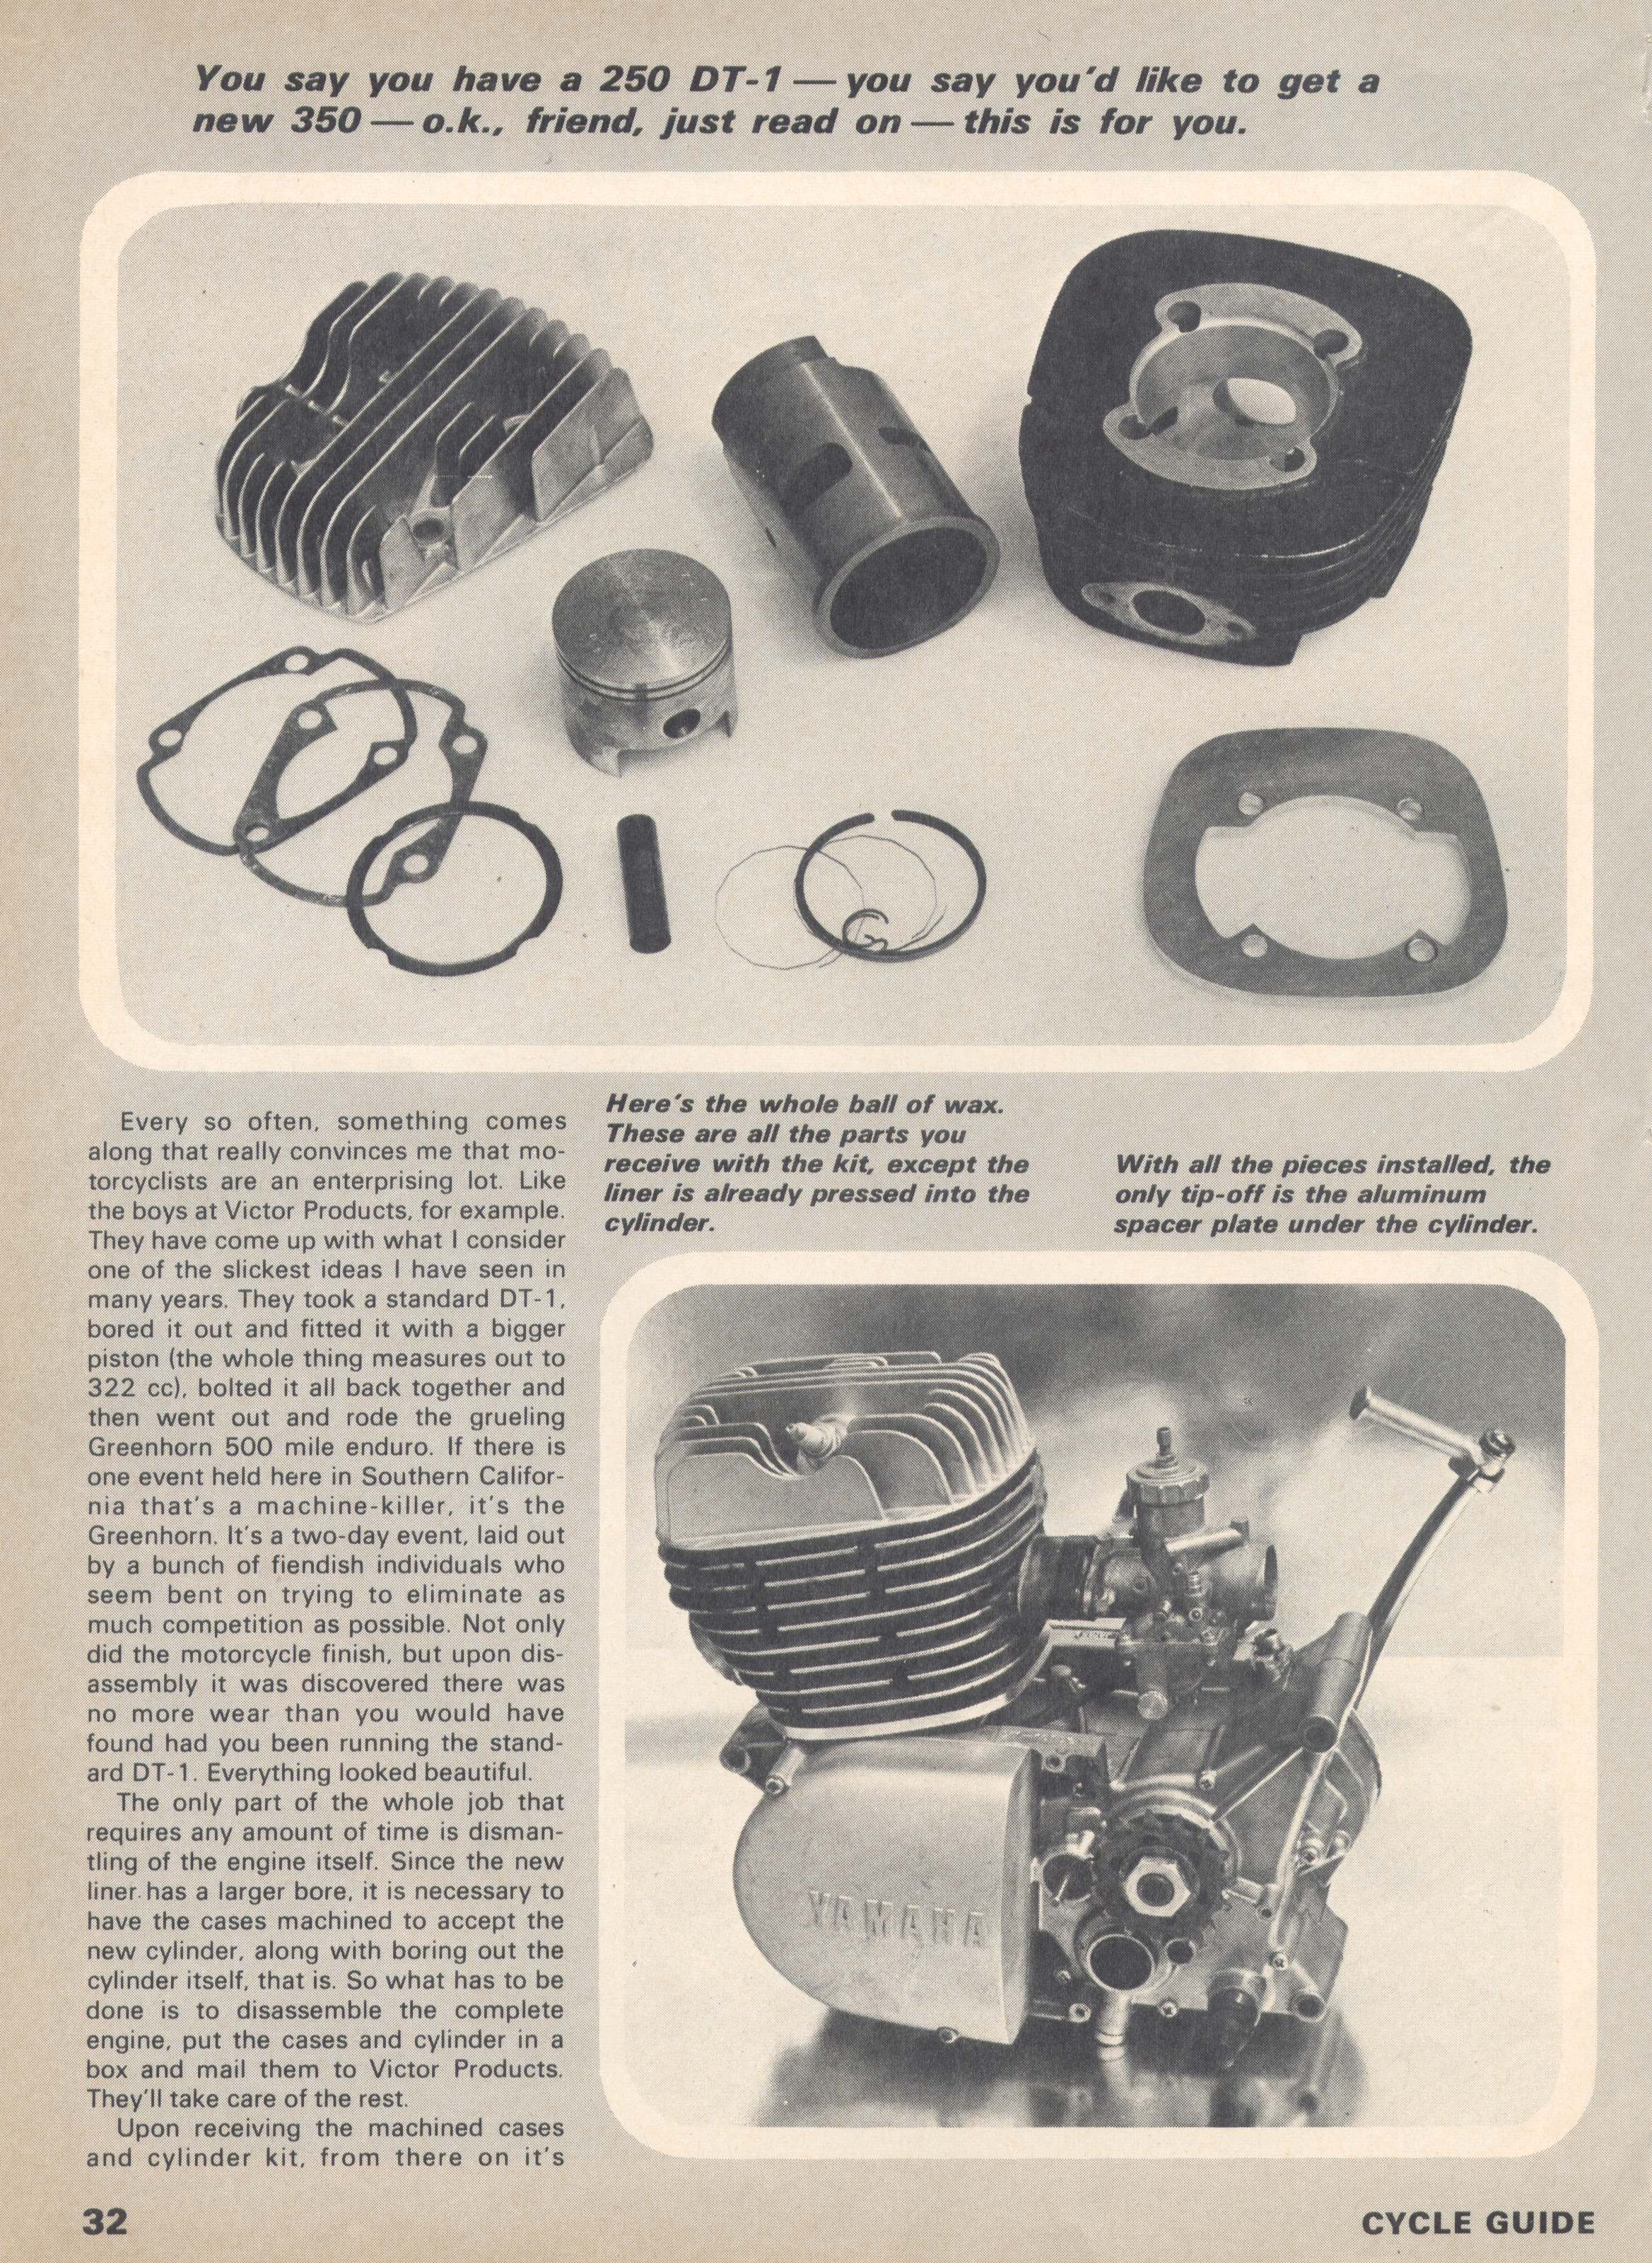 You say you have a 250 DT-1 — you say you'd like to get a
new 350 — o.k., friend, just read on — this is for you.
Every so often, something comes
along that really convinces me that mo-
torcyclists are an enterprising lot. Like
the boys at Victor Products, for example.
They have come up with what I consider
one of the slickest ideas I have seen in
many years. They took a standard DT-1,
bored it out and fitted it with a bigger
piston (the whole thing measures out to
322 cc), bolted it all back together and
then went out and rode the grueling
Greenhorn 500 mile enduro. If there is
one event held here in Southern Califor-
nia that's a machine-killer, it's the
Greenhorn. It's a two-day event, laid out
by a bunch of fiendish individuals who
seem bent on trying to eliminate as
much competition as possible. Not only
did the motorcycle finish, but upon dis-
assembly it was discovered there was
no more wear than you would have
found had you been running the stand-
ard DT-1. Everything looked beautiful.
The only part of the whole job that
requires any amount of time is disman-
tling of the engine itself. Since the new
liner has a larger bore, it is necessary to
have the cases machined to accept the
new cylinder, along with boring out the
cylinder itself, that is. So what has to be
done is to disassemble the complete
engine, put the cases and cylinder in a
box and mail them to Victor Products.
They'll take care of the rest.
Upon receiving the machined cases
and cylinder kit, from there on it's
Here's the whole ball of wax.
These are all the parts you
receive with the kit, except the
liner is already pressed into the
cylinder.
With all the pieces installed, the
only tip-off is the aluminum
spacer plate under the cylinder.
YAMAHA
32
CYCLE GUIDE